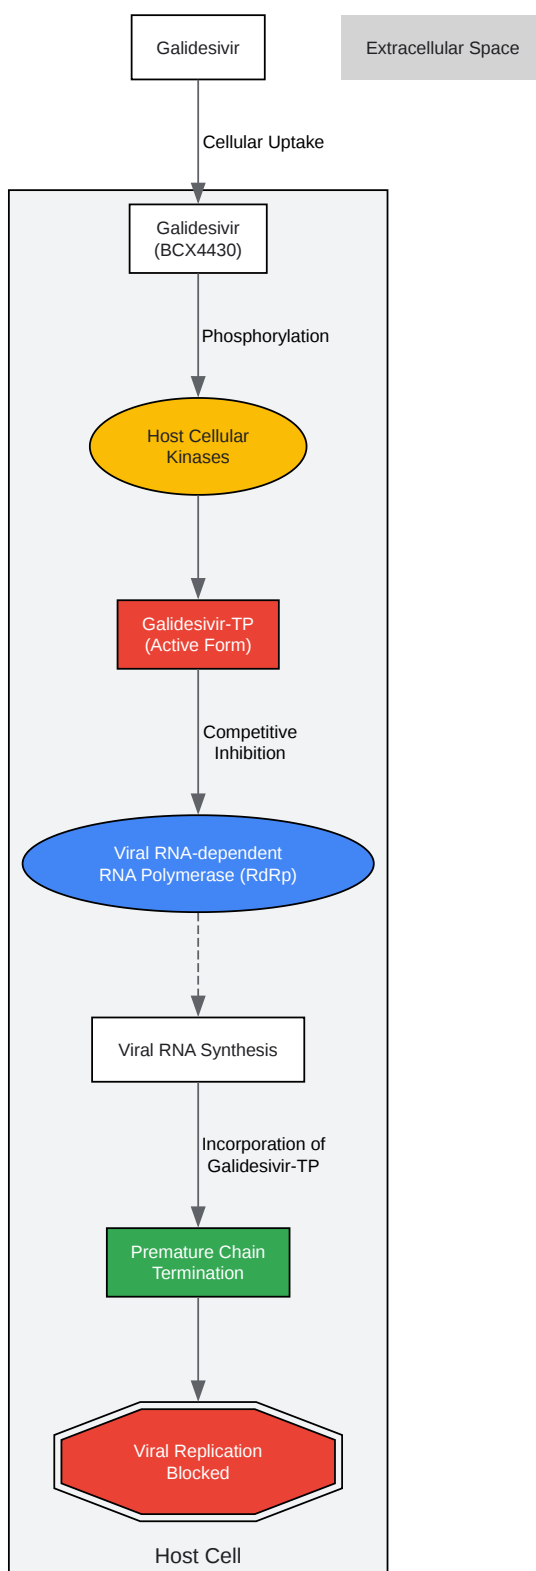 Galidesivir
Extracellular Space
Cellular Uptake
Galidesivir
(BCX4430)
Phosphorylation
Host Cellular
Kinases
Galidesivir-TP
(Active Form)
Competitive
Inhibition
Viral RNA-dependent
RNA Polymerase (RdRp)
Viral RNA Synthesis
Incorporation of
Galidesivir-TP
Premature Chain
Termination
Viral Replication
Blocked
Host Cell